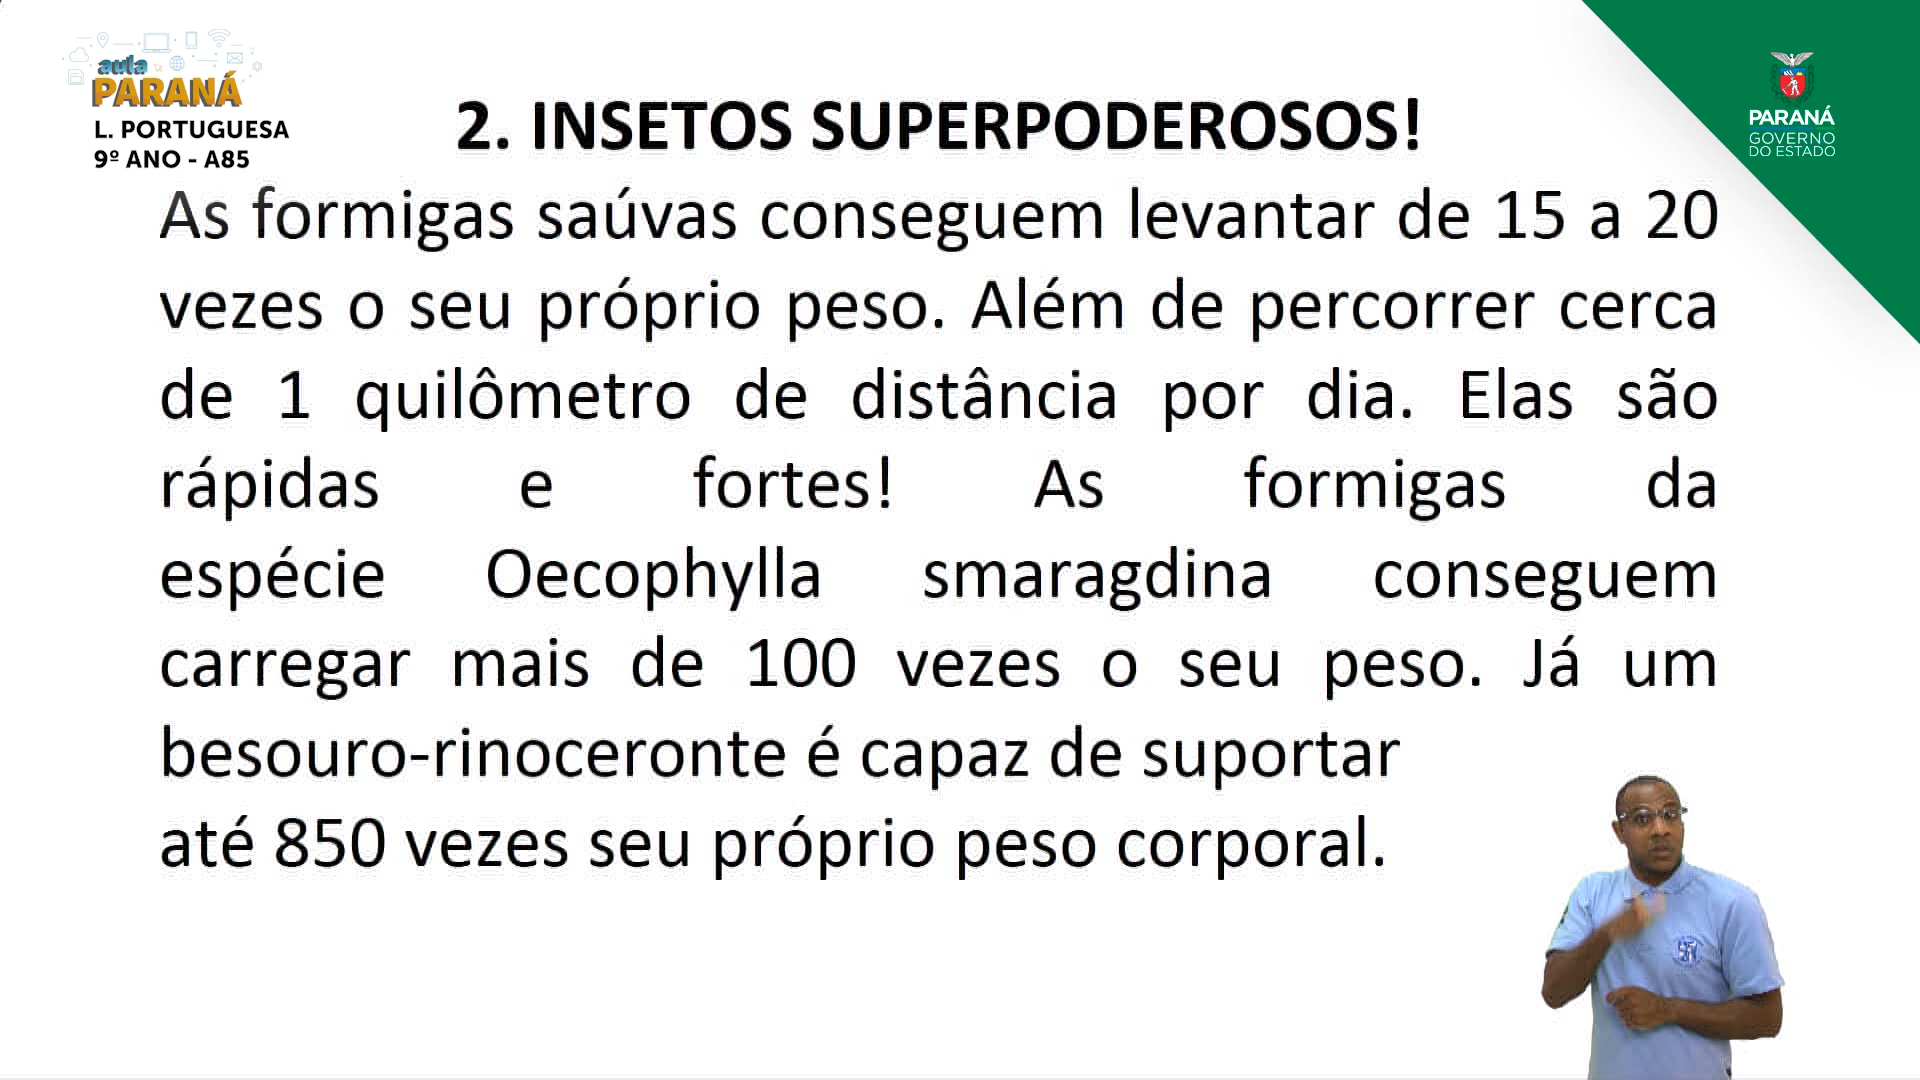 aula
PARANÁ
L. PORTUGUESA
9º ANO - A85
PARANÁ
GOVERNO
DO ESTADO
2. INSETOS SUPERPODEROSOS!
As formigas saúvas conseguem levantar de 15 a 20
vezes o seu próprio peso. Além de percorrer cerca
de 1 quilômetro de distância por dia. Elas são
rápidas e fortes! As formigas da
espécie Oecophylla smaragdina conseguem
carregar mais de 100 vezes o seu peso. Já um
besouro-rinoceronte é capaz de suportar
até 850 vezes seu próprio peso corporal.